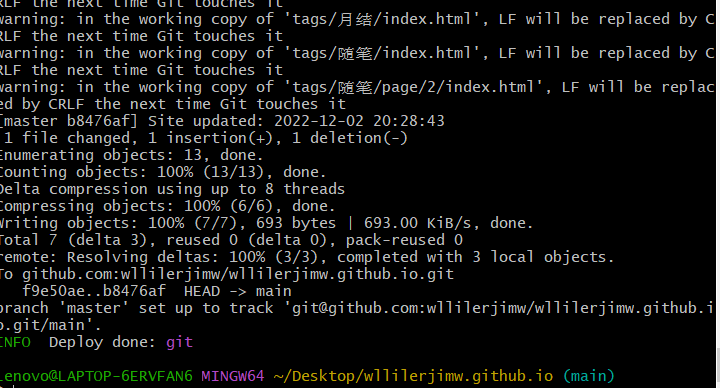 RLF the next time Git touches it
warning: in the working copy of 'tags/月结/index.html', LF will be replaced by C
RLF the next time Git touches it
warning: in the working copy of 'tags/随笔/index.html', LF will be replaced by C
RLF the next time Git touches it
warning: in the working copy of 'tags/随笔/page/2/index.html', LF will be replac
ed by CRLF the next time Git touches it
[master b8476af] Site updated: 2022-12-02 20:28:43
1 file changed, 1 insertion(+), 1 deletion(-)
Enumerating objects: 13, done.
Counting objects: 100% (13/13), done.
Delta compression using up to 8 threads
Compressing objects: 100% (6/6), done.
Writing objects: 100% (7/7), 693 bytes | 693.00 KiB/s, done.
Total 7 (delta 3), reused 0 (delta 0), pack-reused 0
remote: Resolving deltas: 100% (3/3), completed with 3 local objects.
To github.com:wllilerjimw/wllilerjimw.github.io.git
f9e50ae..b8476af HEAD -> main
branch 'master' set up to track 'git@github.com:wllilerjimw/wllilerjimw.github.i
o.git/main'.
INFO Deploy done: git
lenovo@LAPTOP-6ERVFAN6 MINGW64 ~/Desktop/wllilerjimw.github.io (main)